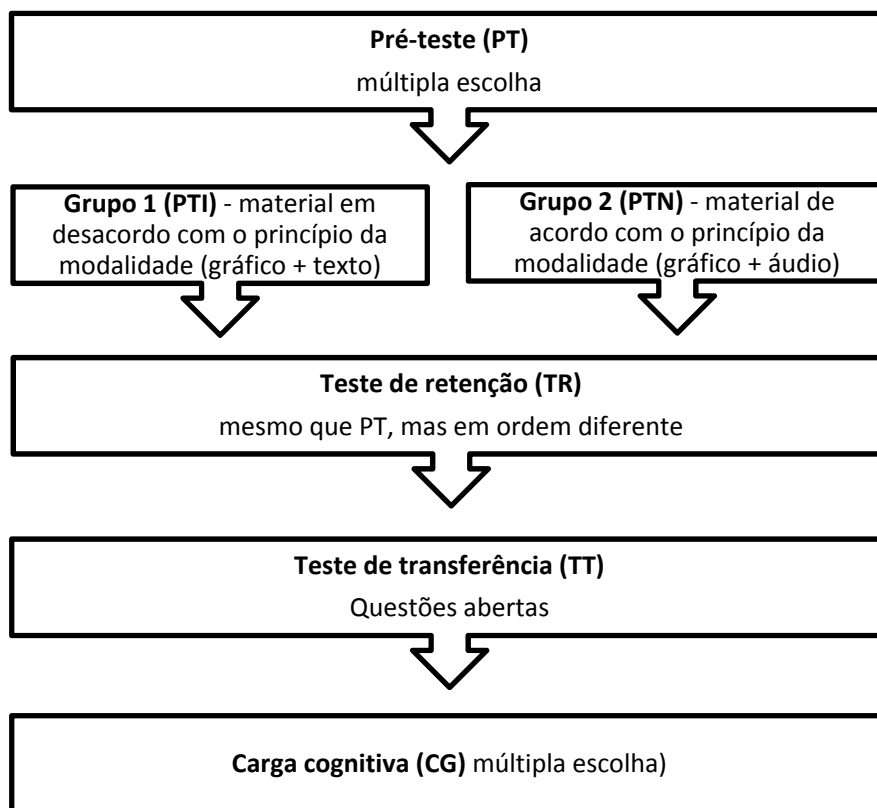 Pré-teste (PT)
múltipla escolha
Grupo 1 (PTI) - material em
desacordo com o princípio da
modalidade (gráfico + texto)
Grupo 2 (PTN) - material de
acordo com o princípio da
modalidade (gráfico + áudio)
Teste de retenção (TR)
mesmo que PT, mas em ordem diferente
Teste de transferência (TT)
Questões abertas
Carga cognitiva (CG) múltipla escolha)